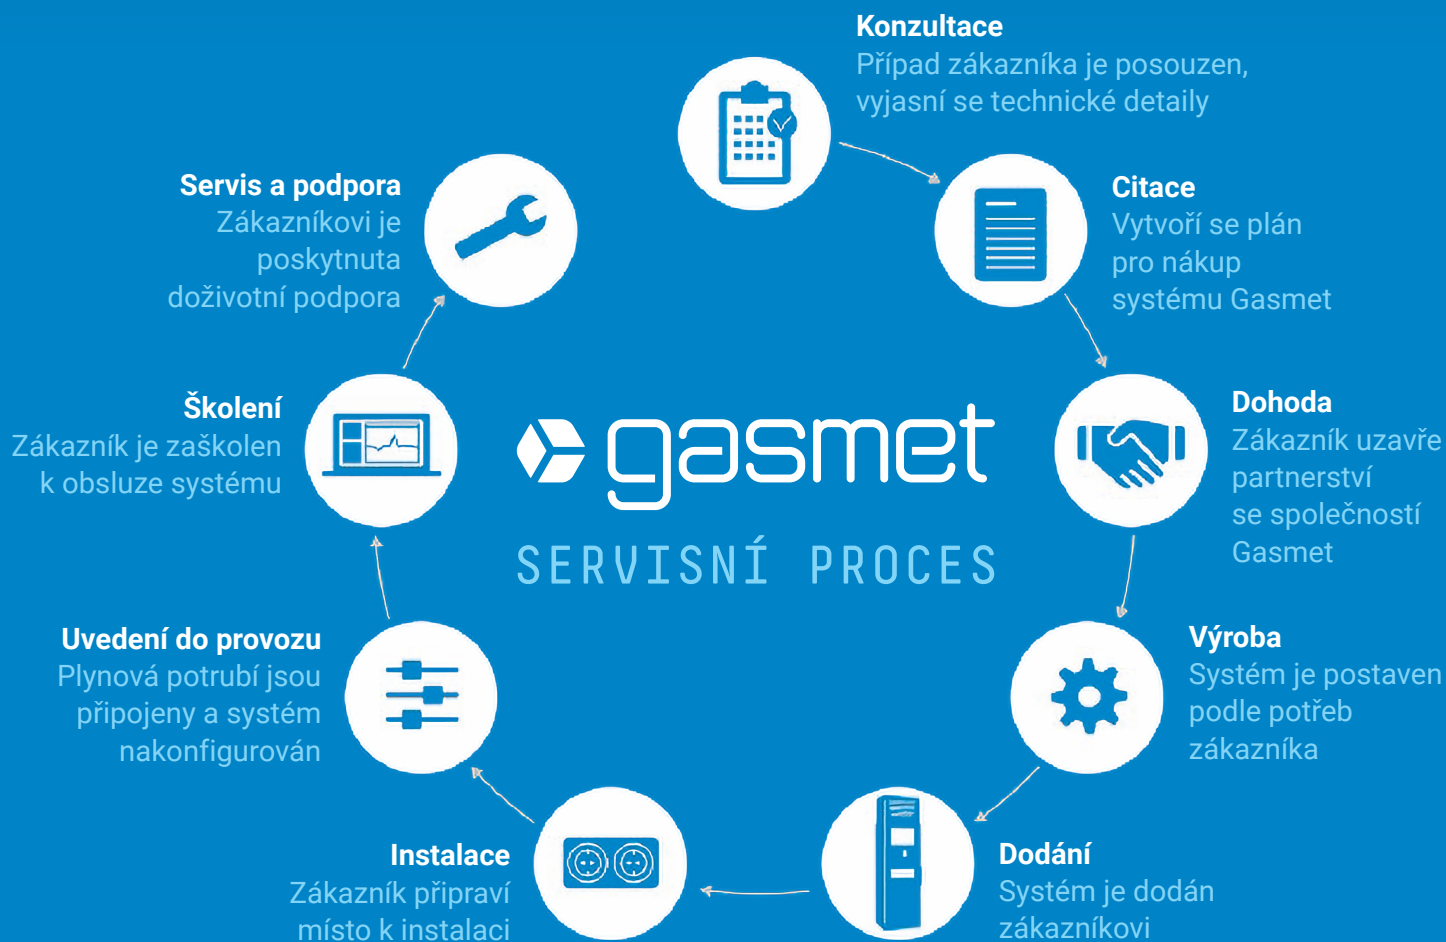 Konzultace
Případ zákazníka je posouzen,
vyjasní se technické detaily
Citace
Vytvoří se plán
pro nákup
systému Gasmet
Dohoda
Zákazník uzavře
partnerství
se společností
Gasmet
Výroba
Systém je postaven
podle potřeb
zákazníka
Dodání
Systém je dodán
zákazníkovi
Instalace
Zákazník připraví
místo k instalaci
Uvedení do provozu
Plynová potrubí jsou
připojeny a systém
nakonfigurován
Školení
Zákazník je zaškolen
k obsluze systému
Servis a podpora
Zákazníkovi je
poskytnuta
doživotní podpora
gasmet
SERVISNÍ PROCES